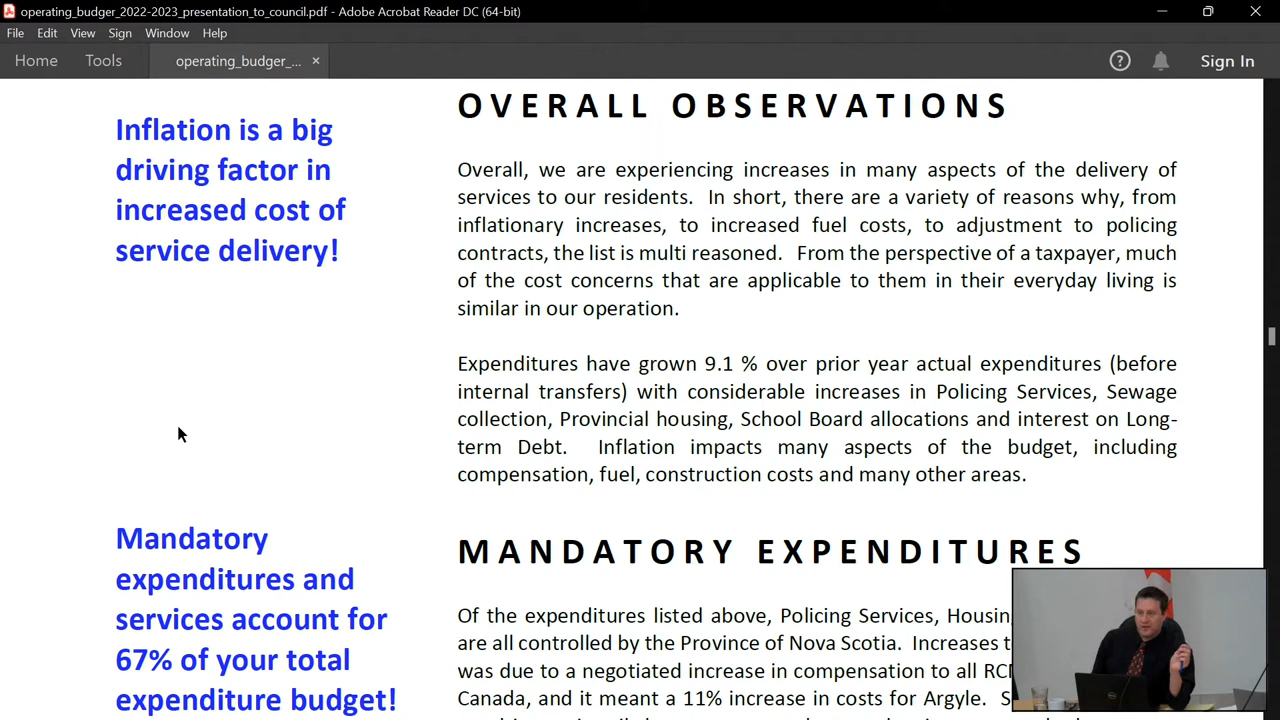 operating_budget_2022-2023_presentation_to_council.pdf - Adobe Acrobat Reader DC (64-bit)
File Edit View Sign Window Help
Home Tools operating_budger_... × ? Sign In
Inflation is a big
driving factor in
increased cost of
service delivery!
Mandatory
expenditures and
services account for
67% of your total
expenditure budget!
OVERALL OBSERVATIONS
Overall, we are experiencing increases in many aspects of the delivery of
services to our residents. In short, there are a variety of reasons why, from
inflationary increases, to increased fuel costs, to adjustment to policing
contracts, the list is multi reasoned. From the perspective of a taxpayer, much
of the cost concerns that are applicable to them in their everyday living is
similar in our operation.
Expenditures have grown 9.1 % over prior year actual expenditures (before
internal transfers) with considerable increases in Policing Services, Sewage
collection, Provincial housing, School Board allocations and interest on Long-
term Debt. Inflation impacts many aspects of the budget, including
compensation, fuel, construction costs and many other areas.
MANDATORY EXPENDITURES
Of the expenditures listed above, Policing Services, Housin
are all controlled by the Province of Nova Scotia. Increases t
was due to a negotiated increase in compensation to all RC
Canada, and it meant a 11% increase in costs for Argyle. S